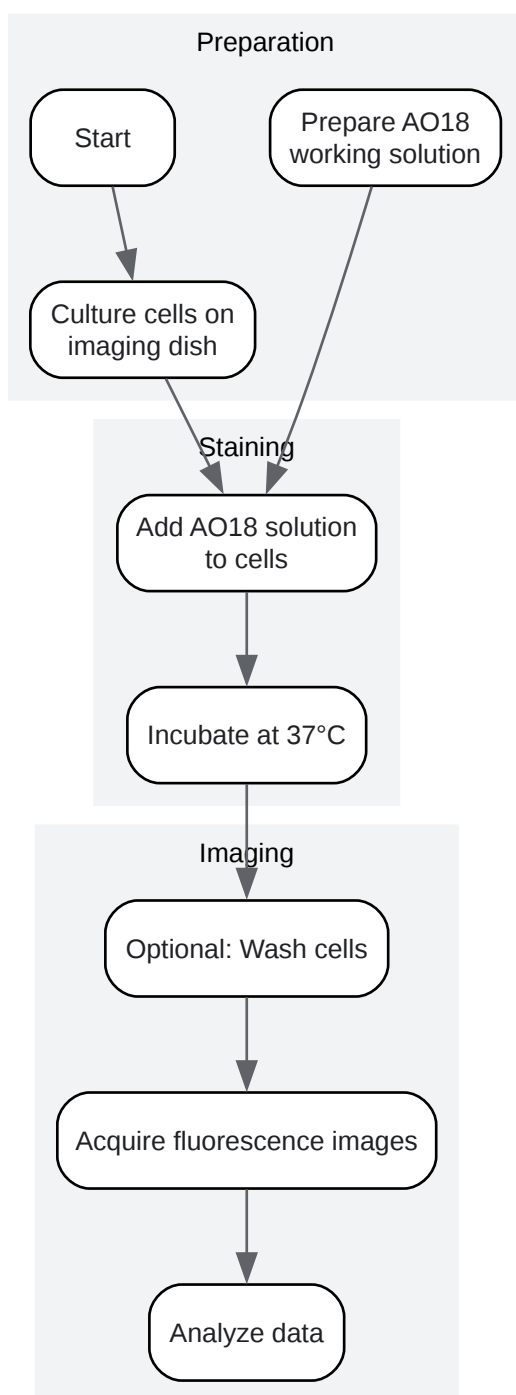 Preparation
Start
Prepare AO18
working solution
Culture cells on
imaging dish
Staining
Add AO18 solution
to cells
Incubate at 37°C
Imaging
Optional: Wash cells
Acquire fluorescence images
Analyze data